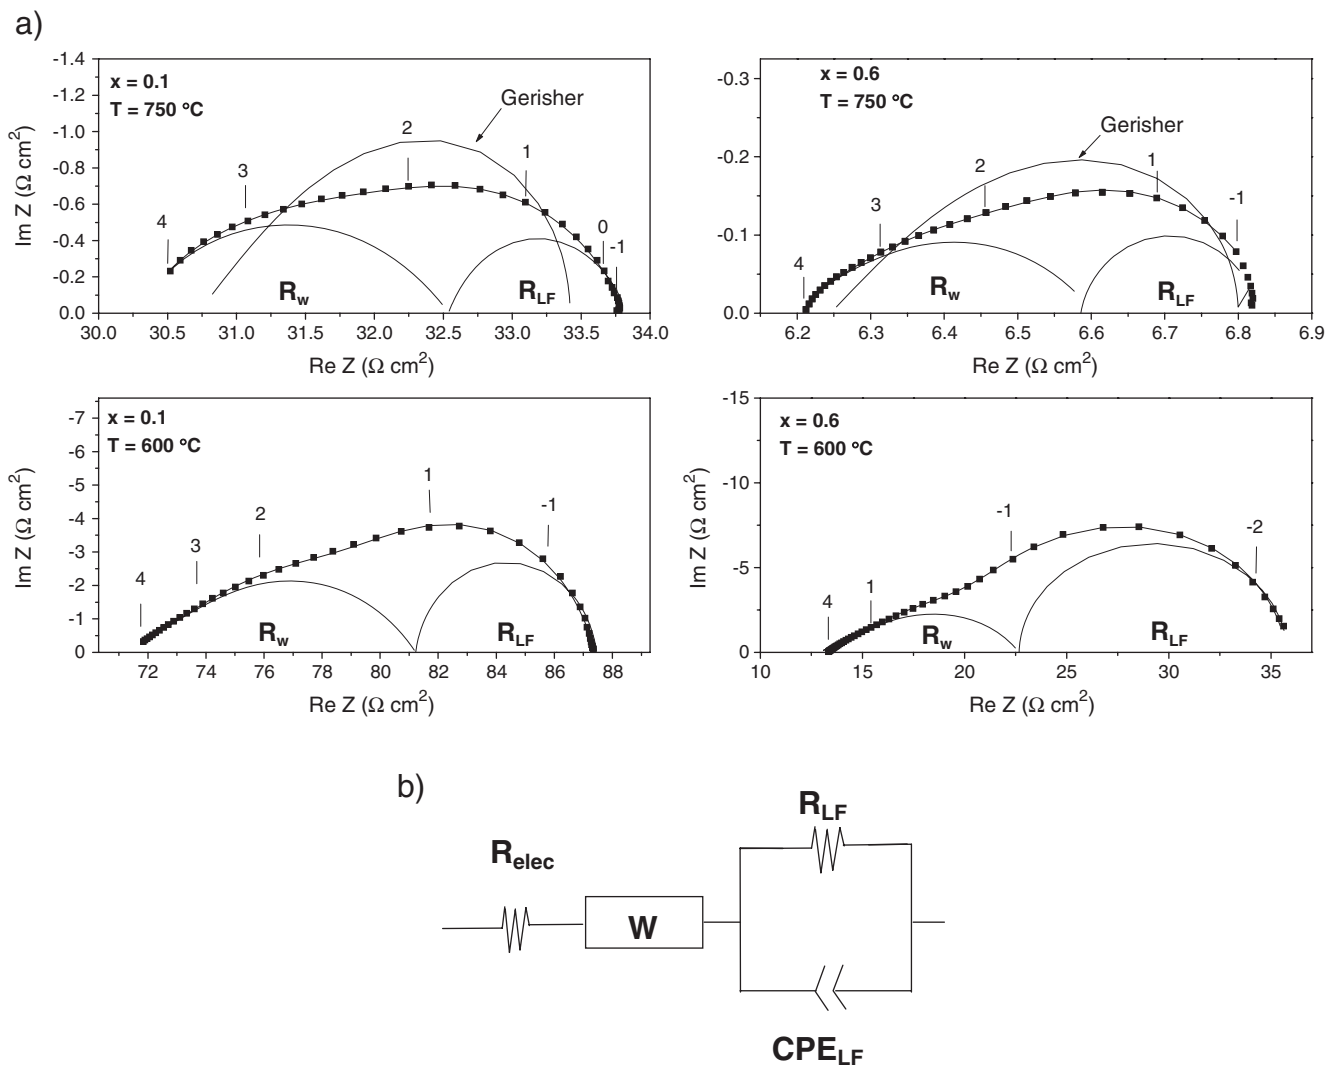 a)
-1.4
-1.2
-1.0
-0.8
-0.6
-0.4
-0.2
0.0
Im Z (Ω cm²)
x = 0.1
T = 750 °C
Gerisher
4
3
2
1
0
-1
R_w
R_LF
30.0 30.5 31.0 31.5 32.0 32.5 33.0 33.5 34.0
Re Z (Ω cm²)
-0.3
-0.2
-0.1
0.0
Im Z (Ω cm²)
x = 0.6
T = 750 °C
Gerisher
4
3
2
1
-1
R_w
R_LF
6.2 6.3 6.4 6.5 6.6 6.7 6.8 6.9
Re Z (Ω cm²)
-7
-6
-5
-4
-3
-2
-1
0
Im Z (Ω cm²)
x = 0.1
T = 600 °C
4
3
2
1
-1
R_w
R_LF
72 74 76 78 80 82 84 86 88
Re Z (Ω cm²)
-15
-10
-5
0
Im Z (Ω cm²)
x = 0.6
T = 600 °C
4
1
-1
-2
R_w
R_LF
10 15 20 25 30 35
Re Z (Ω cm²)
b)
R_elec
W
R_LF
CPE_LF